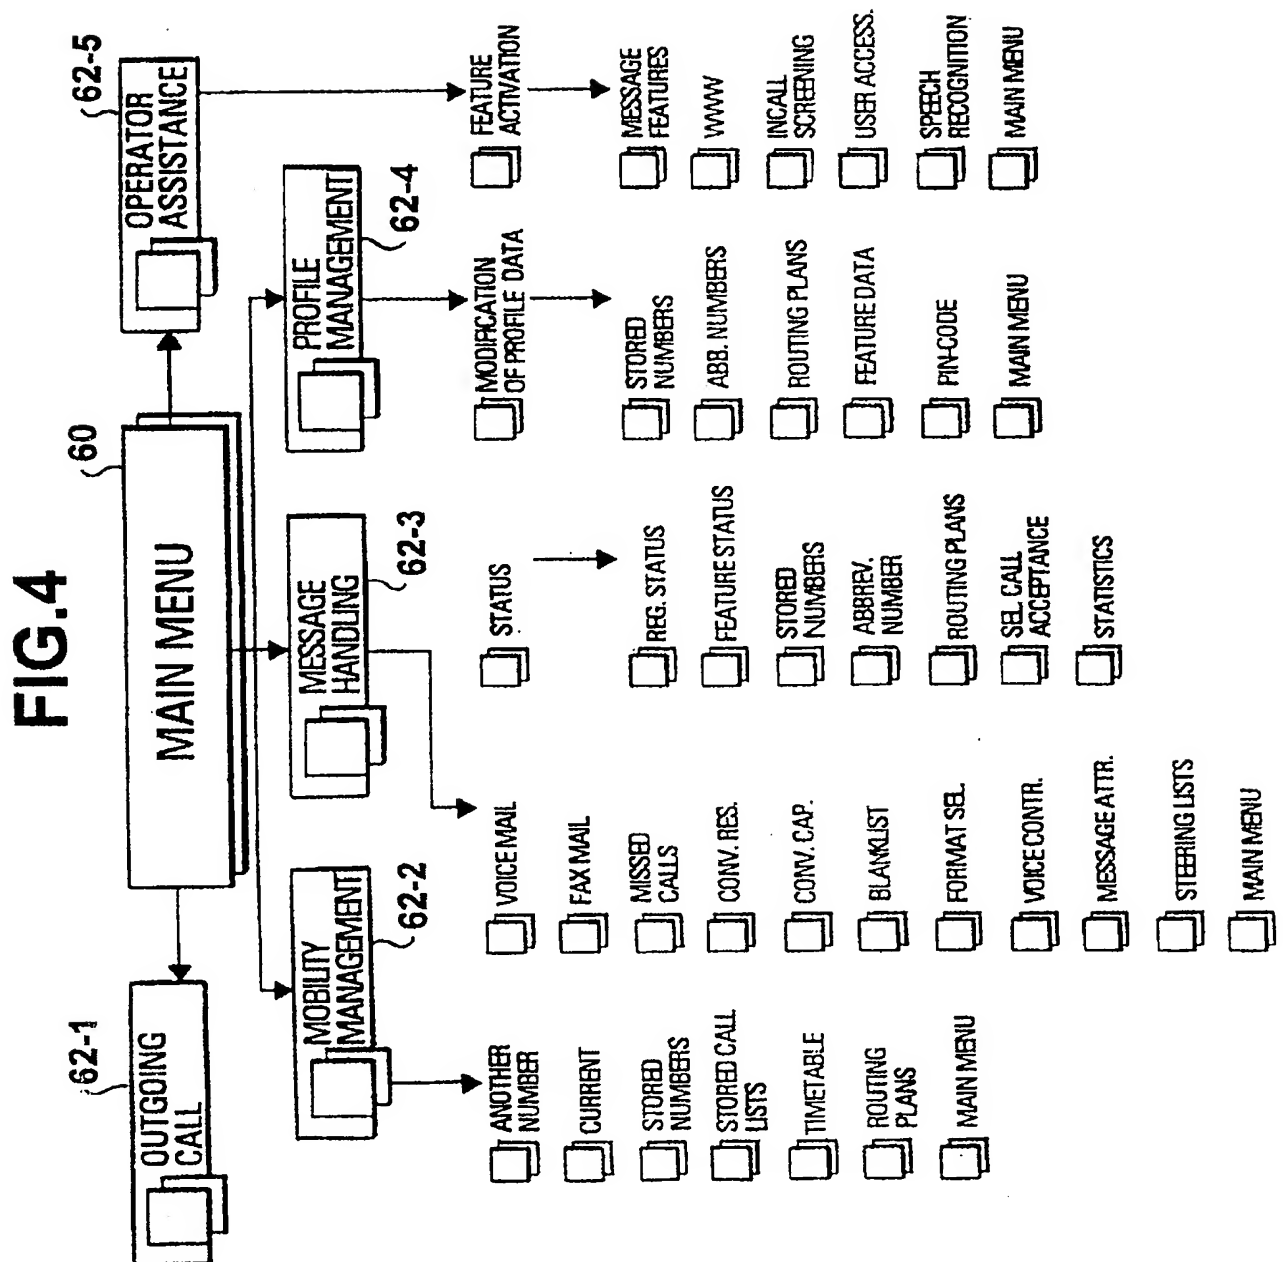 FIG.4
60
MAIN MENU
62-1
OUTGOING
CALL
62-5
OPERATOR
ASSISTANCE
MOBILITY
MANAGEMENT
62-2
MESSAGE
HANDLING
62-3
PROFILE
MANAGEMENT
62-4
ANOTHER
NUMBER
CURRENT
STORED
NUMBERS
STORED CALL
LISTS
TIMETABLE
ROUTING
PLANS
MAIN MENU
VOICE MAIL
FAX MAIL
MISSED
CALLS
CONV. RES.
CONV. CAP.
BLANKLIST
FORMAT SEL.
VOICE CONTR.
MESSAGE ATTR.
STEERING LISTS
MAIN MENU
STATUS
REG. STATUS
FEATURE STATUS
STORED
NUMBERS
ABBREV.
NUMBER
ROUTING PLANS
SEL CALL
ACCEPTANCE
STATISTICS
MODIFICATION
OF PROFILE DATA
STORED
NUMBERS
ABB. NUMBERS
ROUTING PLANS
FEATURE DATA
PIN-CODE
MAIN MENU
FEATURE
ACTIVATION
MESSAGE
FEATURES
WWW
INCALL
SCREENING
USER ACCESS.
SPEECH
RECOGNITION
MAIN MENU